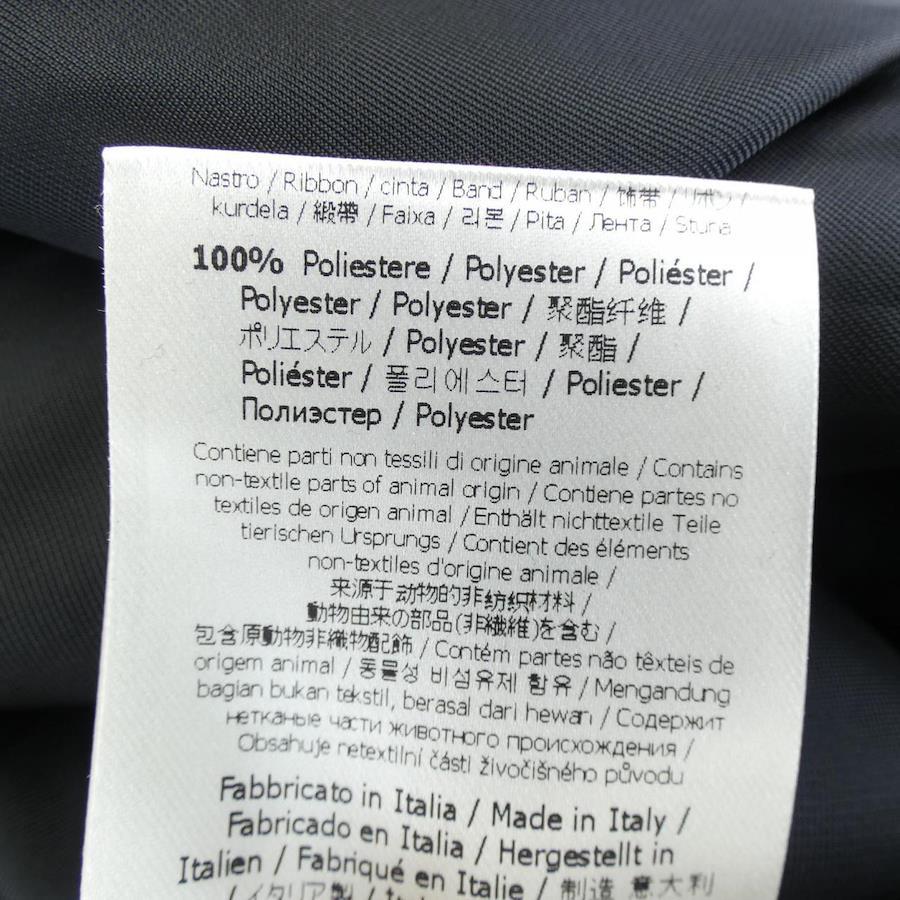 Nastro / Ribbon / cinta / Band / Ruban / 饰带 / リボン /
kurdela / 緞帶 / Faixa / 리본 / Pita / Лента / Stuha
100% Poliestere / Polyester / Poliéster /
Polyester / Polyester / 聚酯纤维 /
ポリエステル / Polyester / 聚酯 /
Poliéster / 폴리에스터 / Poliester /
Полиэстер / Polyester
Contiene parti non tessili di origine animale / Contains
non-textile parts of animal origin / Contiene partes no
textiles de origen animal / Enthält nichttextile Teile
tierischen Ursprungs / Contient des éléments
non-textiles d'origine animale /
来源于动物的非纺织材料 /
動物由来の部品(非繊維)を含む /
包含原動物非織物配飾 / Contém partes não têxteis de
origem animal / 동물성 비섬유제 함유 / Mengandung
bagian bukan tekstil, berasal dari hewan / Содержит
нетканые части животного происхождения /
Obsahuje netextilní části živočišného původu
Fabbricato in Italia / Made in Italy /
Fabricado en Italia / Hergestellt in
Italien / Fabriqué en Italie / 制造 意大利
/ イタリア製 /